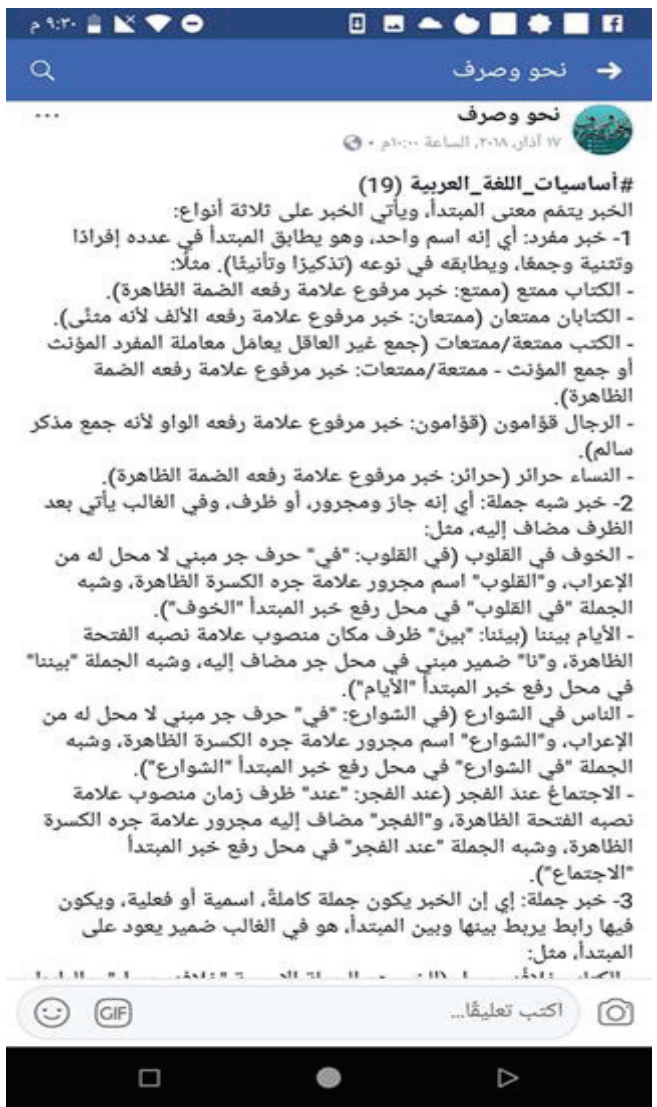 ٩:٣٠ م
نحو وصرف
نحو وصرف
١٧ آذار، ٢٠١٨، الساعة ١٠:٠٠م
#أساسيات_اللغة_العربية (19)
الخبر يتمّم معنى المبتدأ، ويأتي الخبر على ثلاثة أنواع:
1- خبر مفرد: أي إنه اسم واحد، وهو يطابق المبتدأ في عدده إفرادًا
وتثنية وجمعًا، ويطابقه في نوعه (تذكيرًا وتأنيثًا). مثلًا:
- الكتاب ممتع (ممتع: خبر مرفوع علامة رفعه الضمة الظاهرة).
- الكتابان ممتعان (ممتعان: خبر مرفوع علامة رفعه الألف لأنه مثنًّى).
- الكتب ممتعة/ممتعات (جمع غير العاقل يعامَل معاملة المفرد المؤنث
أو جمع المؤنث - ممتعة/ممتعات: خبر مرفوع علامة رفعه الضمة
الظاهرة).
- الرجال قوّامون (قوّامون: خبر مرفوع علامة رفعه الواو لأنه جمع مذكر
سالم).
- النساء حرائر (حرائر: خبر مرفوع علامة رفعه الضمة الظاهرة).
2- خبر شبه جملة: أي إنه جارّ ومجرور، أو ظرف، وفي الغالب يأتي بعد
الظرف مضاف إليه، مثل:
- الخوف في القلوب (في القلوب: "في" حرف جر مبني لا محل له من
الإعراب، و"القلوب" اسم مجرور علامة جره الكسرة الظاهرة، وشبه
الجملة "في القلوب" في محل رفع خبر المبتدأ "الخوف").
- الأيام بيننا (بيننا: "بينَ" ظرف مكان منصوب علامة نصبه الفتحة
الظاهرة، و"نا" ضمير مبني في محل جر مضاف إليه، وشبه الجملة "بيننا"
في محل رفع خبر المبتدأ "الأيام").
- الناس في الشوارع (في الشوارع: "في" حرف جر مبني لا محل له من
الإعراب، و"الشوارع" اسم مجرور علامة جره الكسرة الظاهرة، وشبه
الجملة "في الشوارع" في محل رفع خبر المبتدأ "الشوارع").
- الاجتماعُ عندَ الفجر (عند الفجر: "عند" ظرف زمان منصوب علامة
نصبه الفتحة الظاهرة، و"الفجر" مضاف إليه مجرور علامة جره الكسرة
الظاهرة، وشبه الجملة "عند الفجر" في محل رفع خبر المبتدأ
"الاجتماع").
3- خبر جملة: إي إن الخبر يكون جملة كاملةً، اسمية أو فعلية، ويكون
فيها رابط يربط بينها وبين المبتدأ، هو في الغالب ضمير يعود على
المبتدأ، مثل:
اكتب تعليقًا...
GIF